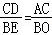 CD/BE = AC/BO